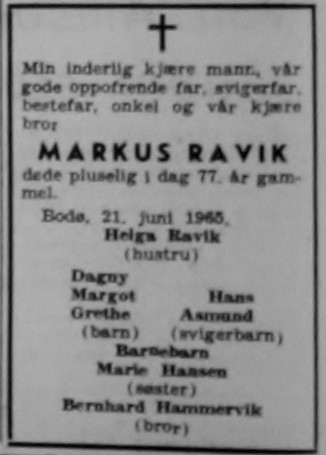 Min inderlig kjære mann, vår
gode oppofrende far, svigerfar,
bestefar, onkel og vår kjære
bror
MARKUS RAVIK
døde pluselig i dag 77. år gam-
mel.
Bodø, 21. juni 1965.
Helga Ravik
(hustru)
Dagny
Margot Hans
Grethe Asmund
(barn) (svigerbarn)
Barnebarn
Marie Hansen
(søster)
Bernhard Hammervik
(bror)